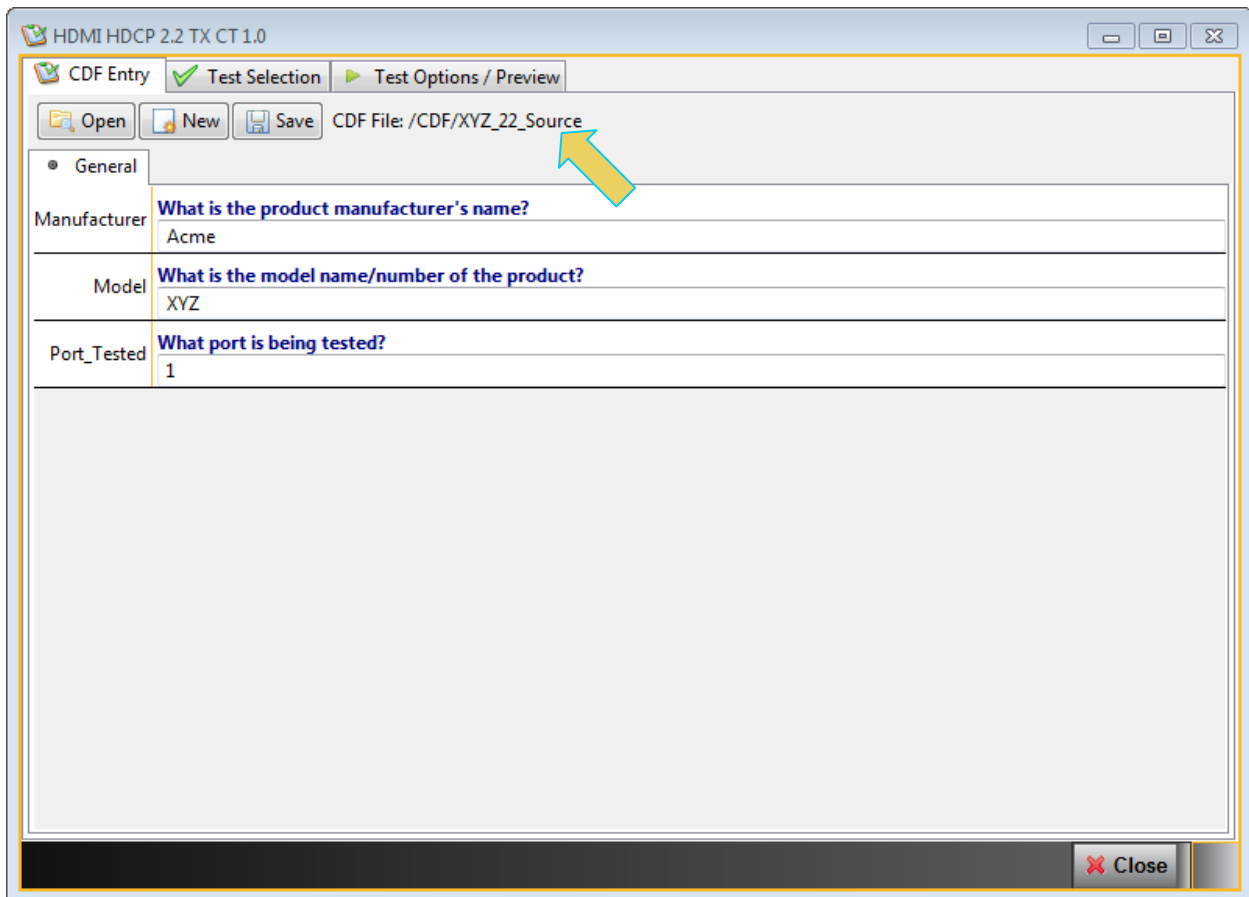 HDMI HDCP 2.2 TX CT 1.0
CDF Entry Test Selection Test Options / Preview
Open New Save CDF File: /CDF/XYZ_22_Source
General
What is the product manufacturer's name?
Manufacturer
Acme
What is the model name/number of the product?
Model
XYZ
What port is being tested?
Port_Tested
1
Close